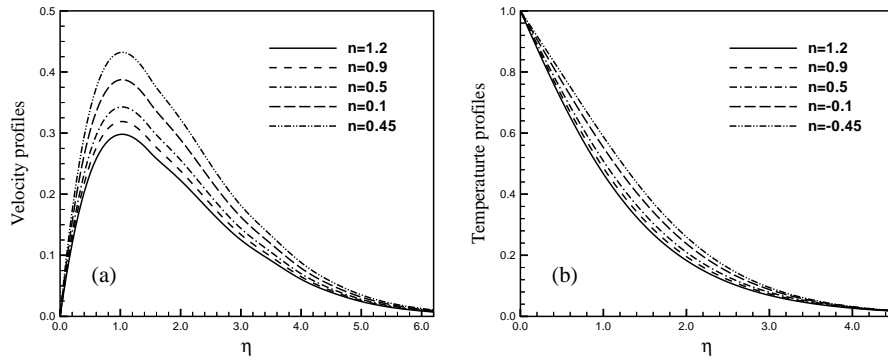 Velocity profiles
0.5
0.4
0.3
0.2
0.1
0.0
0.0 1.0 2.0 3.0 4.0 5.0 6.0
η
n=1.2
n=0.9
n=0.5
n=0.1
n=0.45
(a)
Temperaturte profiles
1.0
0.8
0.6
0.4
0.2
0.0
0.0 1.0 2.0 3.0 4.0
η
n=1.2
n=0.9
n=0.5
n=-0.1
n=-0.45
(b)